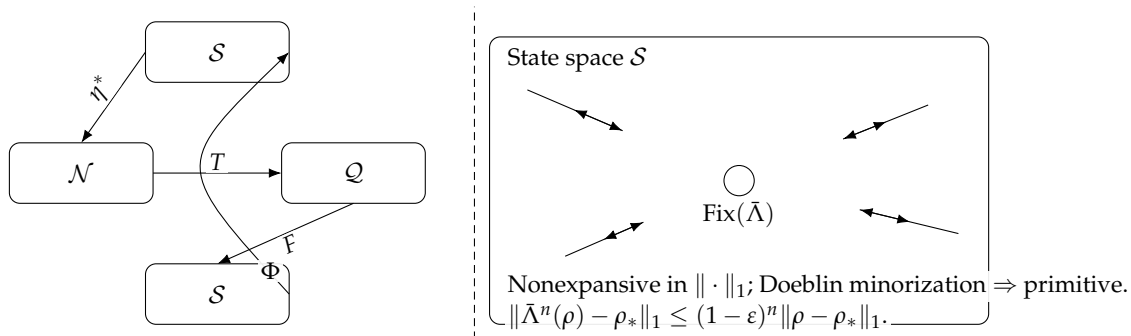 𝒮
η*
𝒩
T
𝒬
F
Φ
𝒮
State space 𝒮
Fix(Λ̄)
Nonexpansive in ‖ · ‖₁; Doeblin minorization ⇒ primitive.
‖Λ̄ⁿ(ρ) − ρ∗‖₁ ≤ (1 − ε)ⁿ‖ρ − ρ∗‖₁.